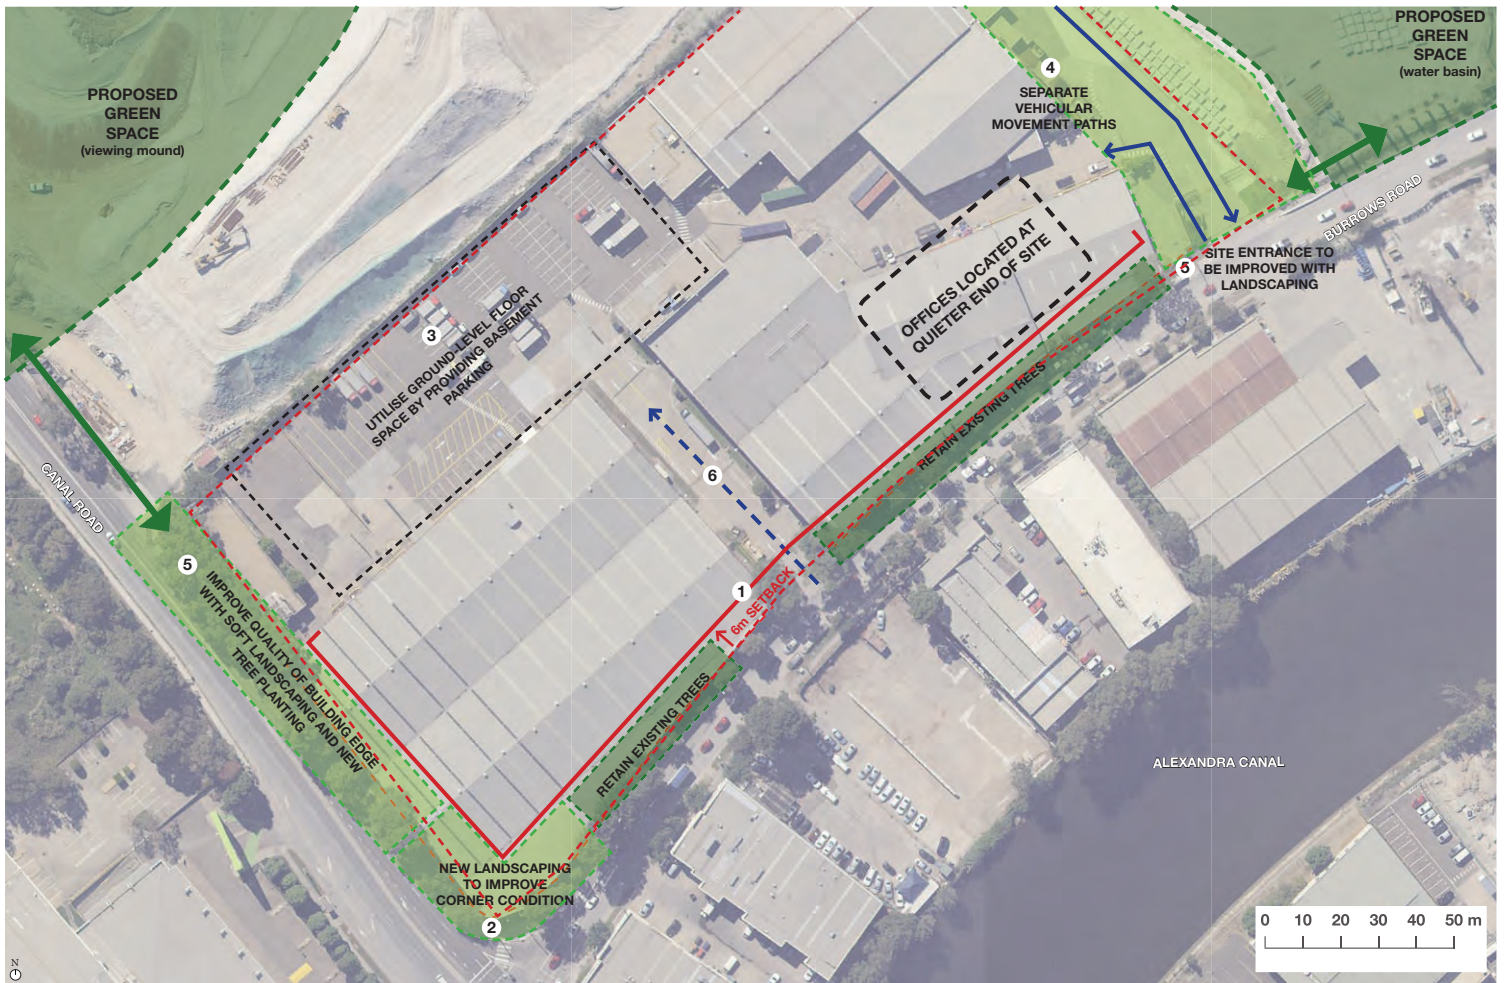 PROPOSED
GREEN
SPACE
(viewing mound)
PROPOSED
GREEN
SPACE
(water basin)
4
SEPARATE
VEHICULAR
MOVEMENT PATHS
BURROWS ROAD
OFFICES LOCATED AT
QUIETER END OF SITE
5
SITE ENTRANCE TO
BE IMPROVED WITH
LANDSCAPING
3
UTILISE GROUND-LEVEL FLOOR
SPACE BY PROVIDING BASEMENT
PARKING
RETAIN EXISTING TREES
CANAL ROAD
6
5
IMPROVE QUALITY OF BUILDING EDGE
WITH SOFT LANDSCAPING AND NEW
TREE PLANTING
1
6m SETBACK
RETAIN EXISTING TREES
ALEXANDRA CANAL
NEW LANDSCAPING
TO IMPROVE
CORNER CONDITION
2
0 10 20 30 40 50 m
N